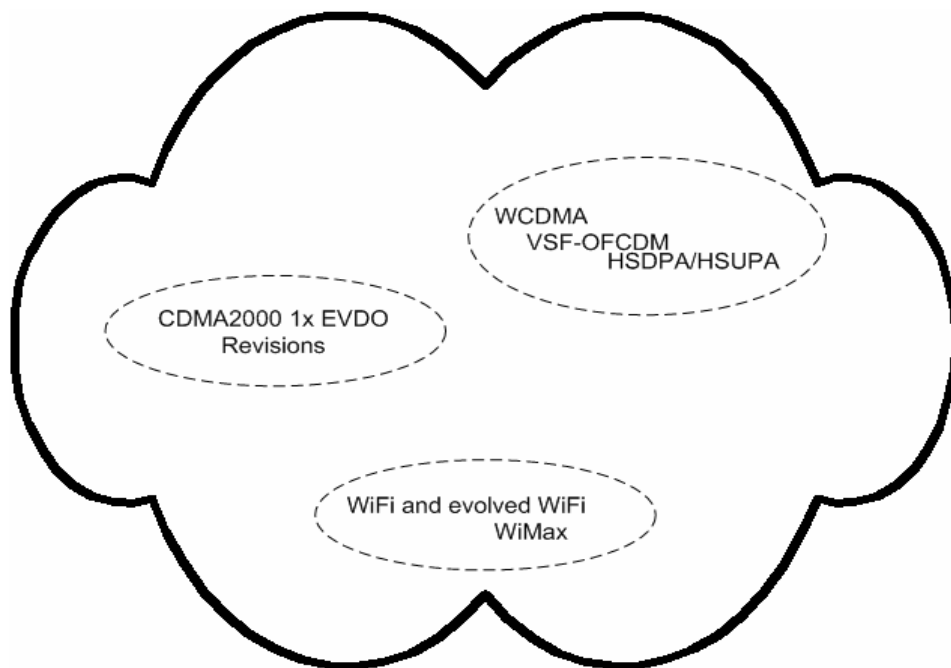 WCDMA
VSF-OFCDM
HSDPA/HSUPA
CDMA2000 1x EVDO
Revisions
WiFi and evolved WiFi
WiMax